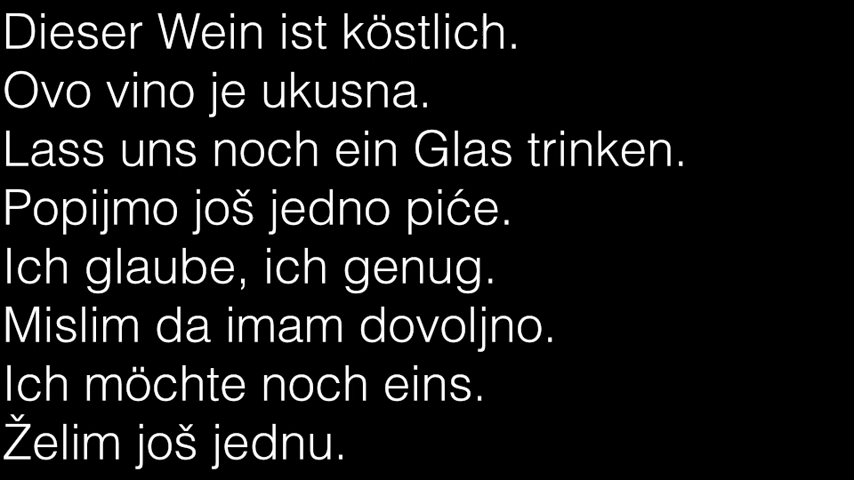 Dieser Wein ist köstlich.
Ovo vino je ukusna.
Lass uns noch ein Glas trinken.
Popijmo još jedno piće.
Ich glaube, ich genug.
Mislim da imam dovoljno.
Ich möchte noch eins.
Želim još jednu.